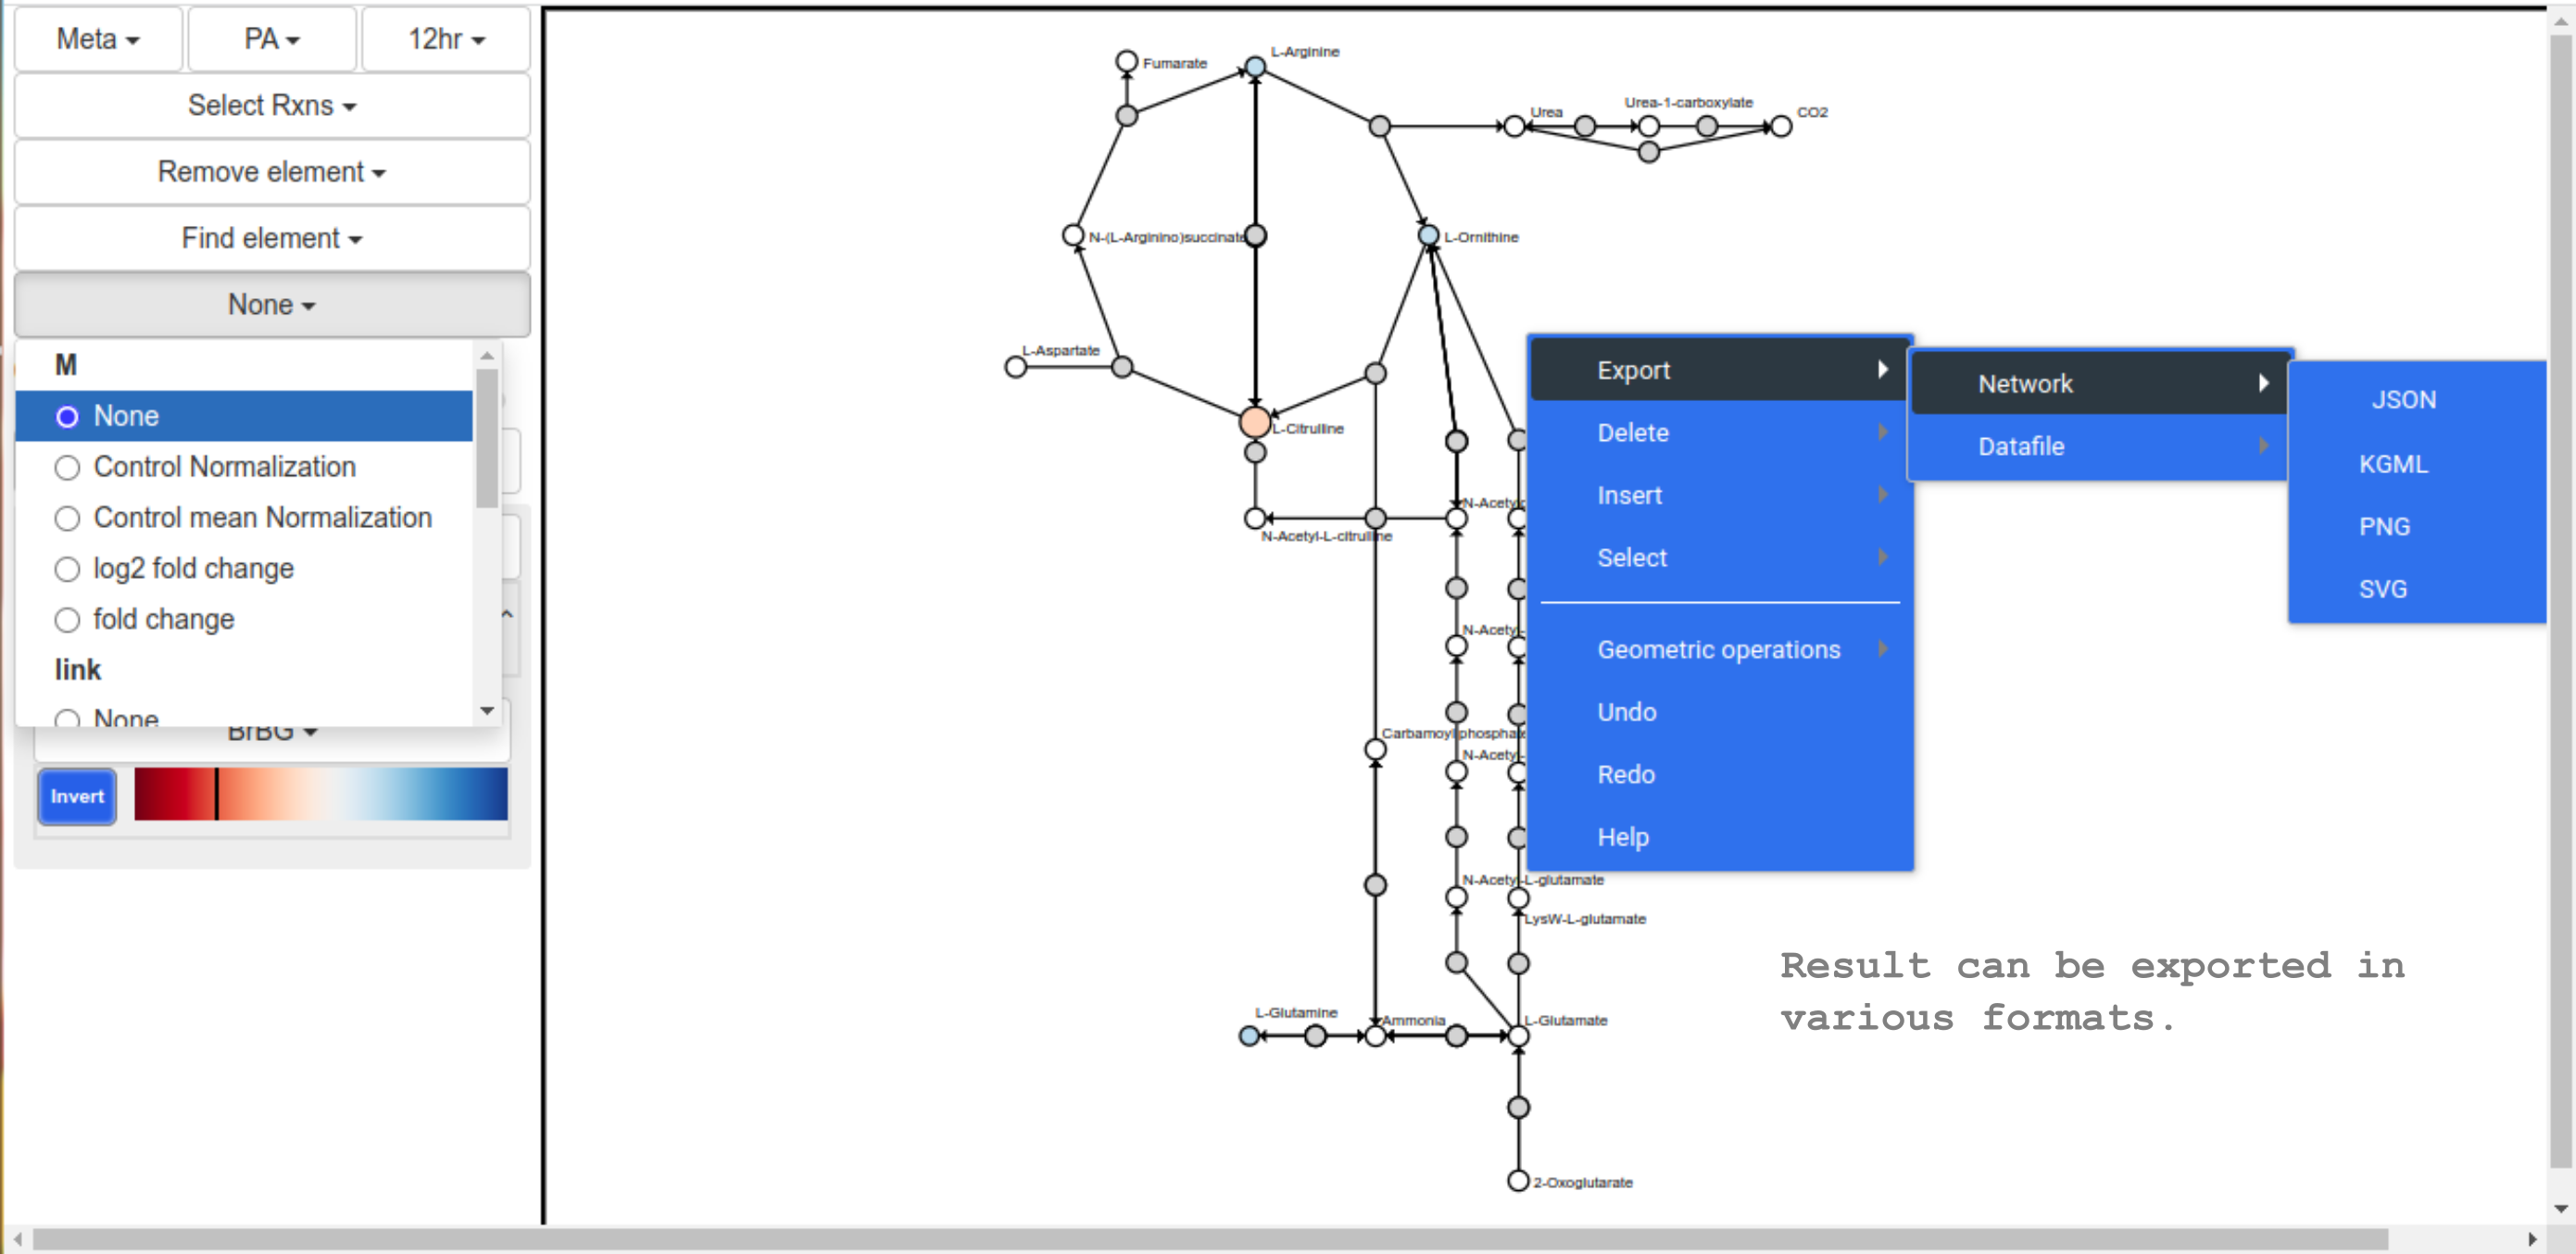 Meta PA 12hr
Select Rxns
Remove element
Find element
None
M
None
Control Normalization
Control mean Normalization
log2 fold change
fold change
link
None
BrBG
Invert
Fumarate
L-Arginine
Urea
Urea-1-carboxylate
CO2
N-(L-Arginino)succinate
L-Ornithine
L-Aspartate
L-Citrulline
N-Acetyl-L-citrulline
N-Acetyl
N-Acetyl-
Carbamoyl phosphate
N-Acetyl-
N-Acetyl-L-glutamate
LysW-L-glutamate
L-Glutamine
Ammonia
L-Glutamate
2-Oxoglutarate
Export
Delete
Insert
Select
Geometric operations
Undo
Redo
Help
Network
Datafile
JSON
KGML
PNG
SVG
Result can be exported in
various formats.